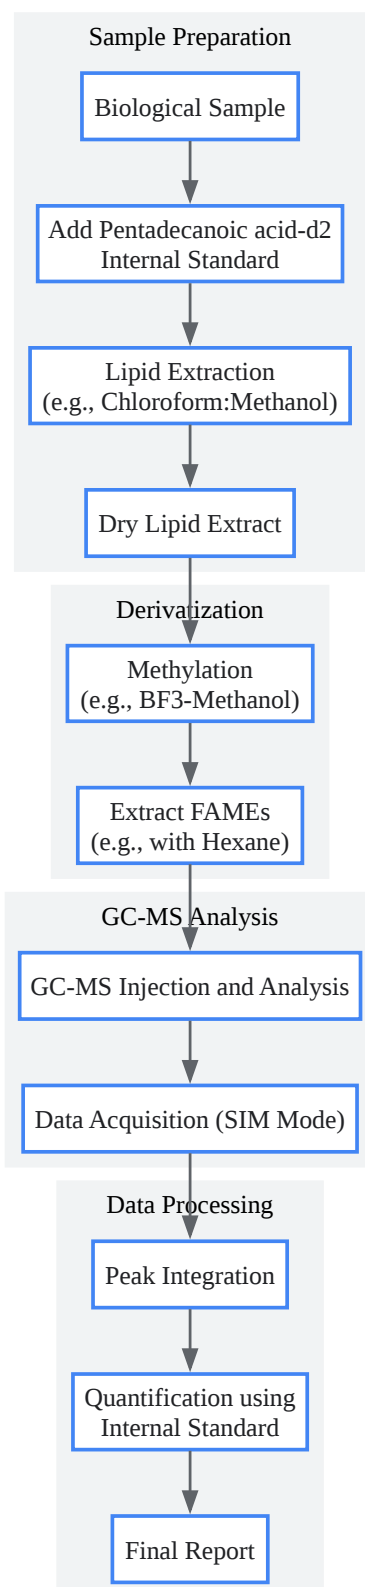 Sample Preparation
Biological Sample
Add Pentadecanoic acid-d2
Internal Standard
Lipid Extraction
(e.g., Chloroform:Methanol)
Dry Lipid Extract
Derivatization
Methylation
(e.g., BF3-Methanol)
Extract FAMEs
(e.g., with Hexane)
GC-MS Analysis
GC-MS Injection and Analysis
Data Acquisition (SIM Mode)
Data Processing
Peak Integration
Quantification using
Internal Standard
Final Report